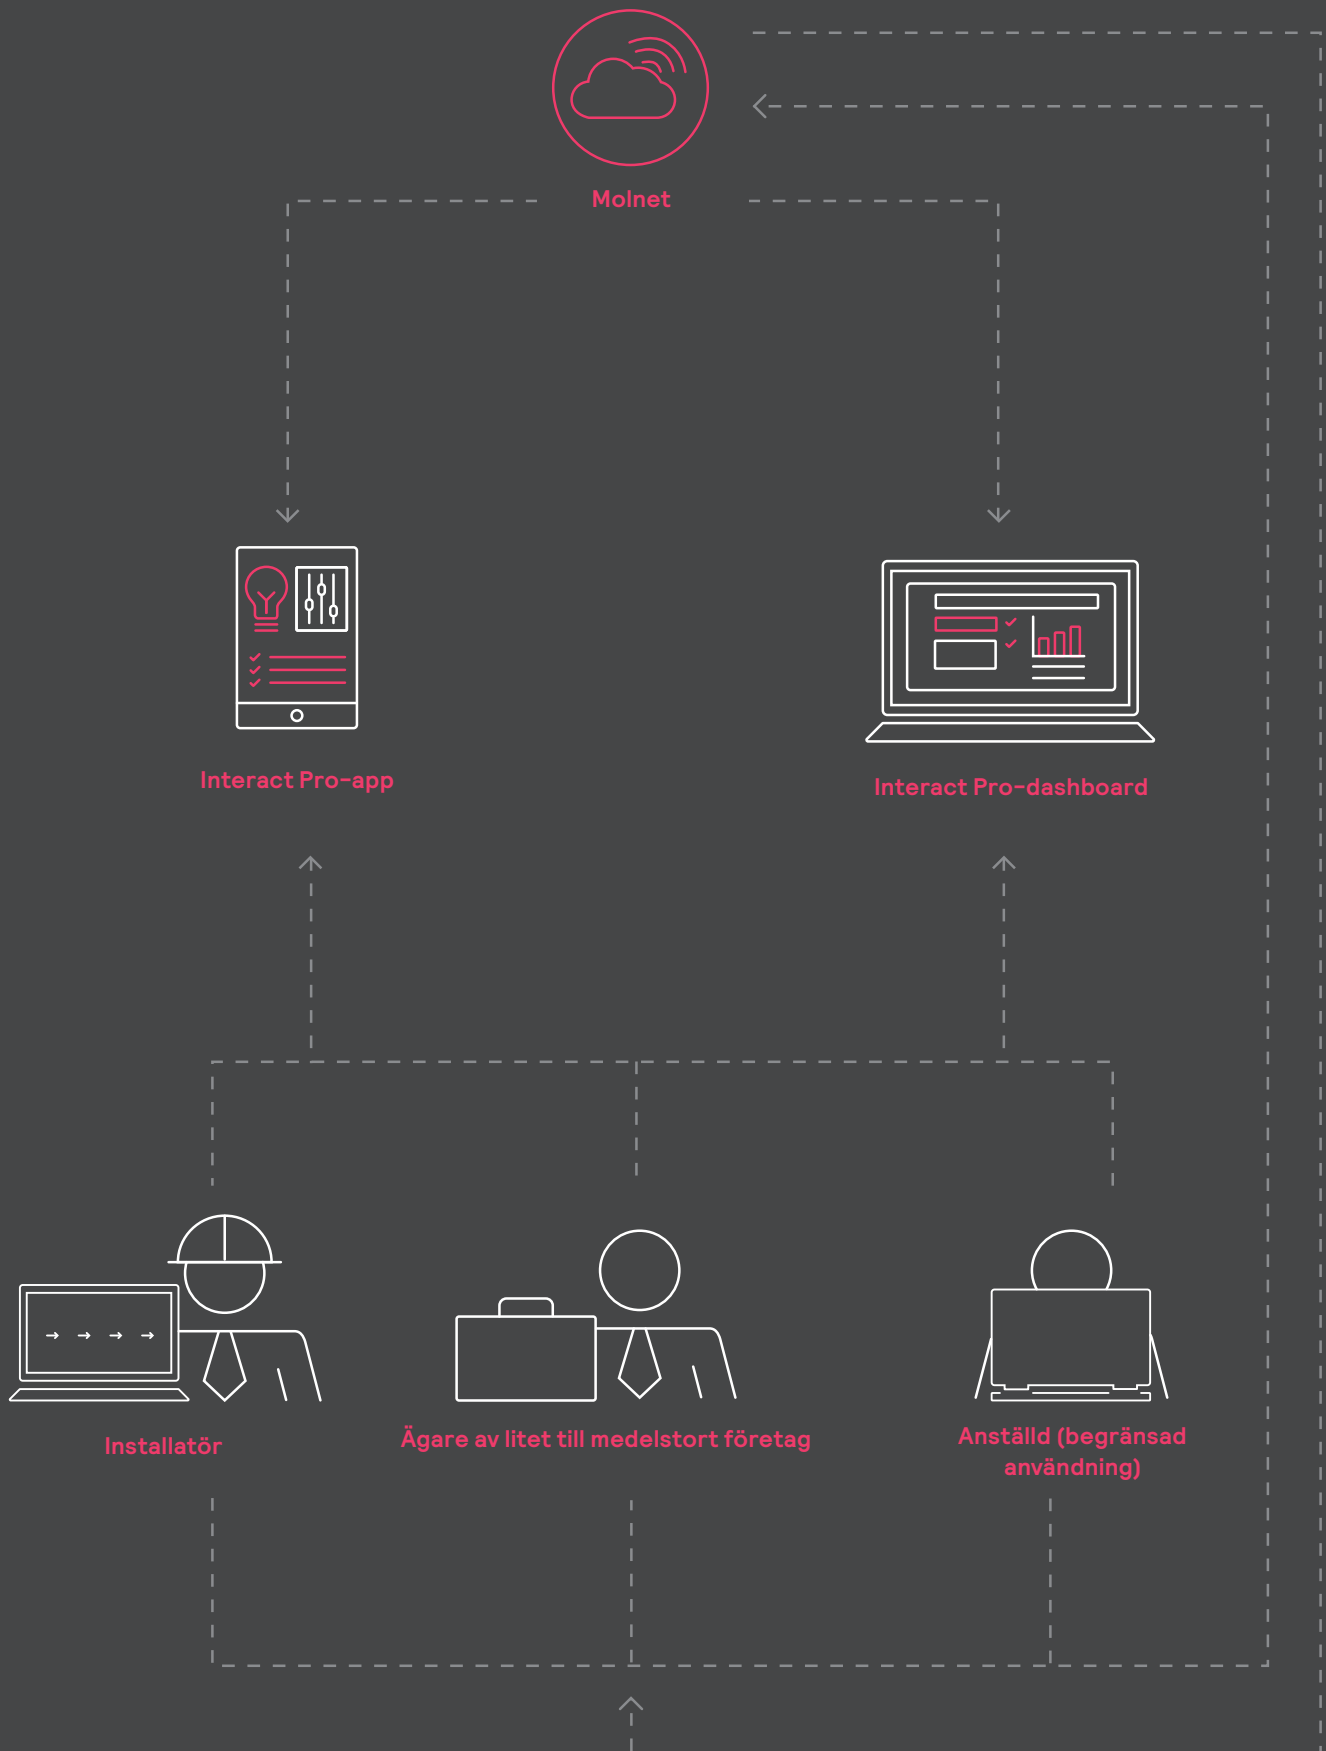 Molnet
Interact Pro-app
Interact Pro-dashboard
Installatör
Ägare av litet till medelstort företag
Anställd (begränsad
användning)